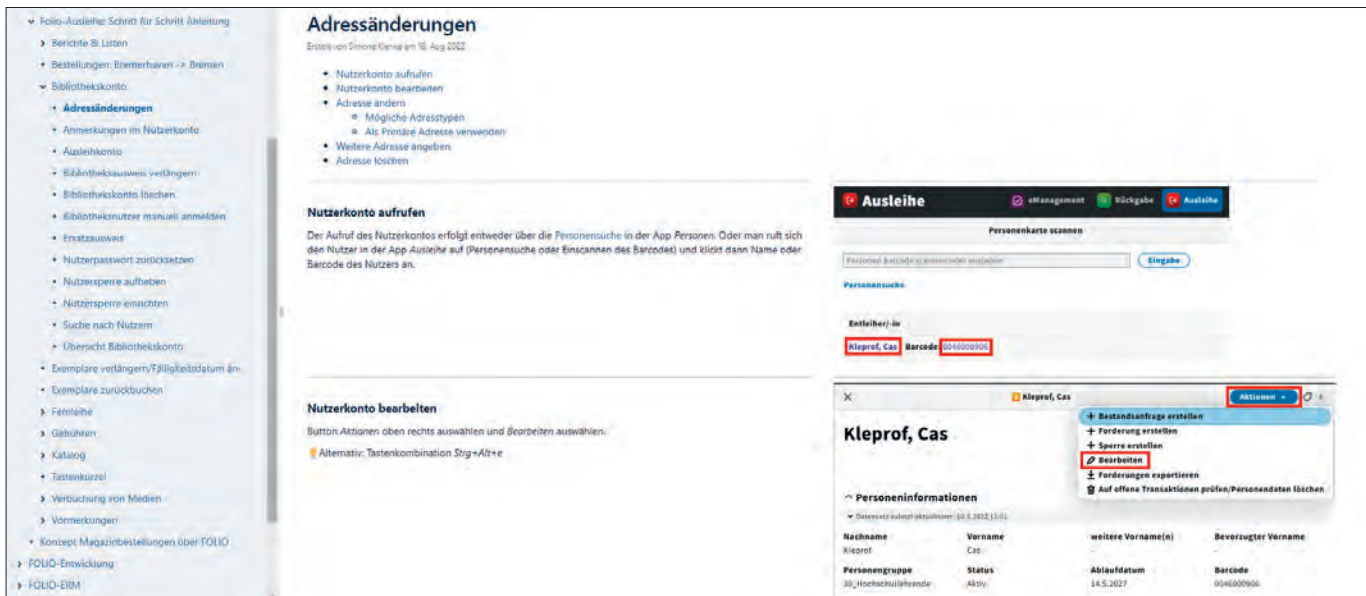 Folio-Ausleihe: Schritt für Schritt Anleitung
Berichte & Listen
Bestellungen: Bremerhaven -> Bremen
Bibliothekskonto
Adressänderungen
Anmerkungen im Nutzerkonto
Ausleihkonto
Bibliotheksausweis verlängern
Bibliothekskonto löschen
Bibliotheksnutzer manuell anmelden
Ersatzausweis
Nutzerpasswort zurücksetzen
Nutzersperre aufheben
Nutzersperre einrichten
Suche nach Nutzern
Übersicht Bibliothekskonto
Exemplare verlängern/Fälligkeitsdatum än
Exemplare zurückbuchen
Fernleihe
Gebühren
Katalog
Tastenkürzel
Verbuchung von Medien
Vormerkungen
Konzept Magazinbestellungen über FOLIO
FOLIO-Entwicklung
FOLIO-ERM
Adressänderungen
Erstellt von Simone am 18. Aug 2022
Nutzerkonto aufrufen
Nutzerkonto bearbeiten
Adresse ändern
Mögliche Adresstypen
Als Primäre Adresse verwenden
Weitere Adresse angeben
Adresse löschen
Nutzerkonto aufrufen
Der Aufruf des Nutzerkontos erfolgt entweder über die Personensuche in der App Personen. Oder man ruft sich
den Nutzer in der App Ausleihe auf (Personensuche oder Einscannen des Barcodes) und klickt dann Name oder
Barcode des Nutzers an.
Ausleihe eManagement Rückgabe Ausleihe
Personenkarte scannen
Personen Barcode scannen oder eingeben Eingabe
Personensuche
Entleiher/-in
Kleprof, Cas Barcode: 0046000906
Nutzerkonto bearbeiten
Button Aktionen oben rechts auswählen und Bearbeiten auswählen.
Alternativ: Tastenkombination Strg+Alt+e
Kleprof, Cas Aktionen
Bestandsanfrage erstellen
Forderung erstellen
Sperre erstellen
Bearbeiten
Forderungen exportieren
Auf offene Transaktionen prüfen/Personendaten löschen
Kleprof, Cas
Personeninformationen
Datensatz zuletzt aktualisiert:
Nachname Vorname weitere Vorname(n) Bevorzugter Vorname
Kleprof Cas - -
Personengruppe Status Ablaufdatum Barcode
30_Hochschullehrende Aktiv 14.5.2027 0046000906